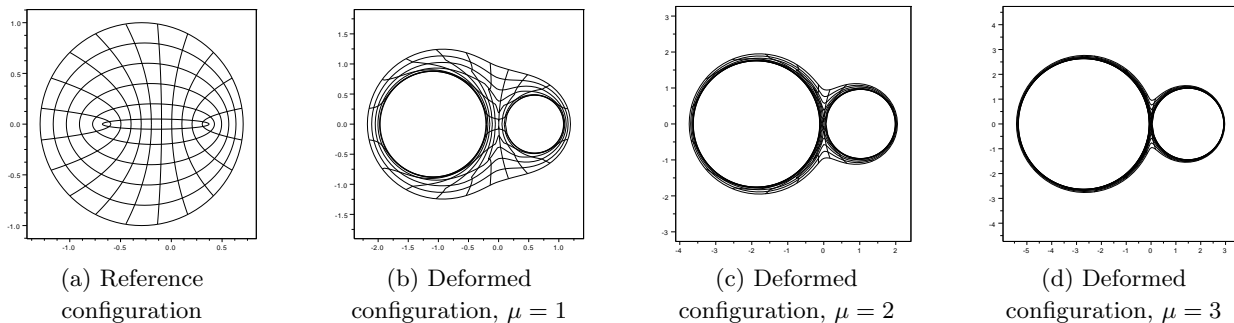 1.0
0.5
0.0
-0.5
-1.0
-1.0 -0.5 0.0 0.5
(a) Reference
configuration
1.5
1.0
0.5
0.0
-0.5
-1.0
-1.5
-2.0 -1.5 -1.0 -0.5 0.0 0.5 1.0
(b) Deformed
configuration, μ = 1
3
2
1
0
-1
-2
-3
-4 -3 -2 -1 0 1 2
(c) Deformed
configuration, μ = 2
4
3
2
1
0
-1
-2
-3
-4
-5 -4 -3 -2 -1 0 1 2 3
(d) Deformed
configuration, μ = 3